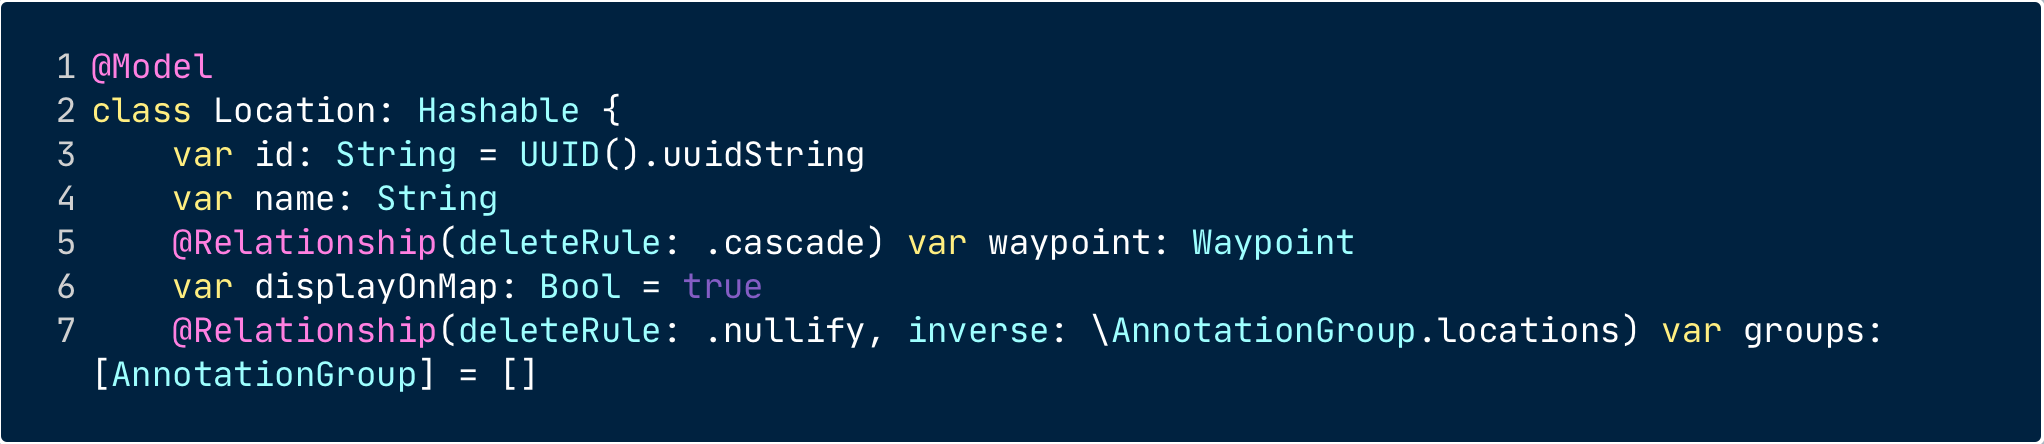 1 @Model
2 class Location: Hashable {
3     var id: String = UUID().uuidString
4     var name: String
5     @Relationship(deleteRule: .cascade) var waypoint: Waypoint
6     var displayOnMap: Bool = true
7     @Relationship(deleteRule: .nullify, inverse: \AnnotationGroup.locations) var groups:
[AnnotationGroup] = []